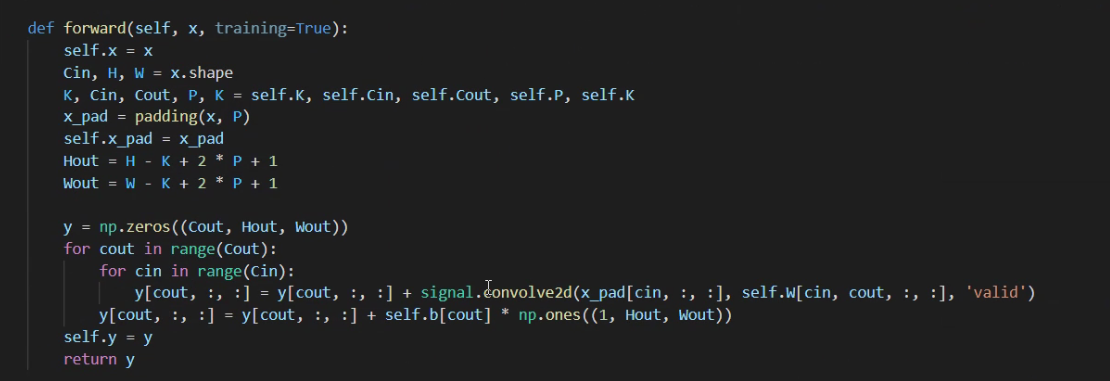 def forward(self, x, training=True):
    self.x = x
    Cin, H, W = x.shape
    K, Cin, Cout, P, K = self.K, self.Cin, self.Cout, self.P, self.K
    x_pad = padding(x, P)
    self.x_pad = x_pad
    Hout = H - K + 2 * P + 1
    Wout = W - K + 2 * P + 1
    y = np.zeros((Cout, Hout, Wout))
    for cout in range(Cout):
        for cin in range(Cin):
            y[cout, :, :] = y[cout, :, :] + signal.convolve2d(x_pad[cin, :, :], self.W[cin, cout, :, :], 'valid')
        y[cout, :, :] = y[cout, :, :] + self.b[cout] * np.ones((1, Hout, Wout))
    self.y = y
    return y